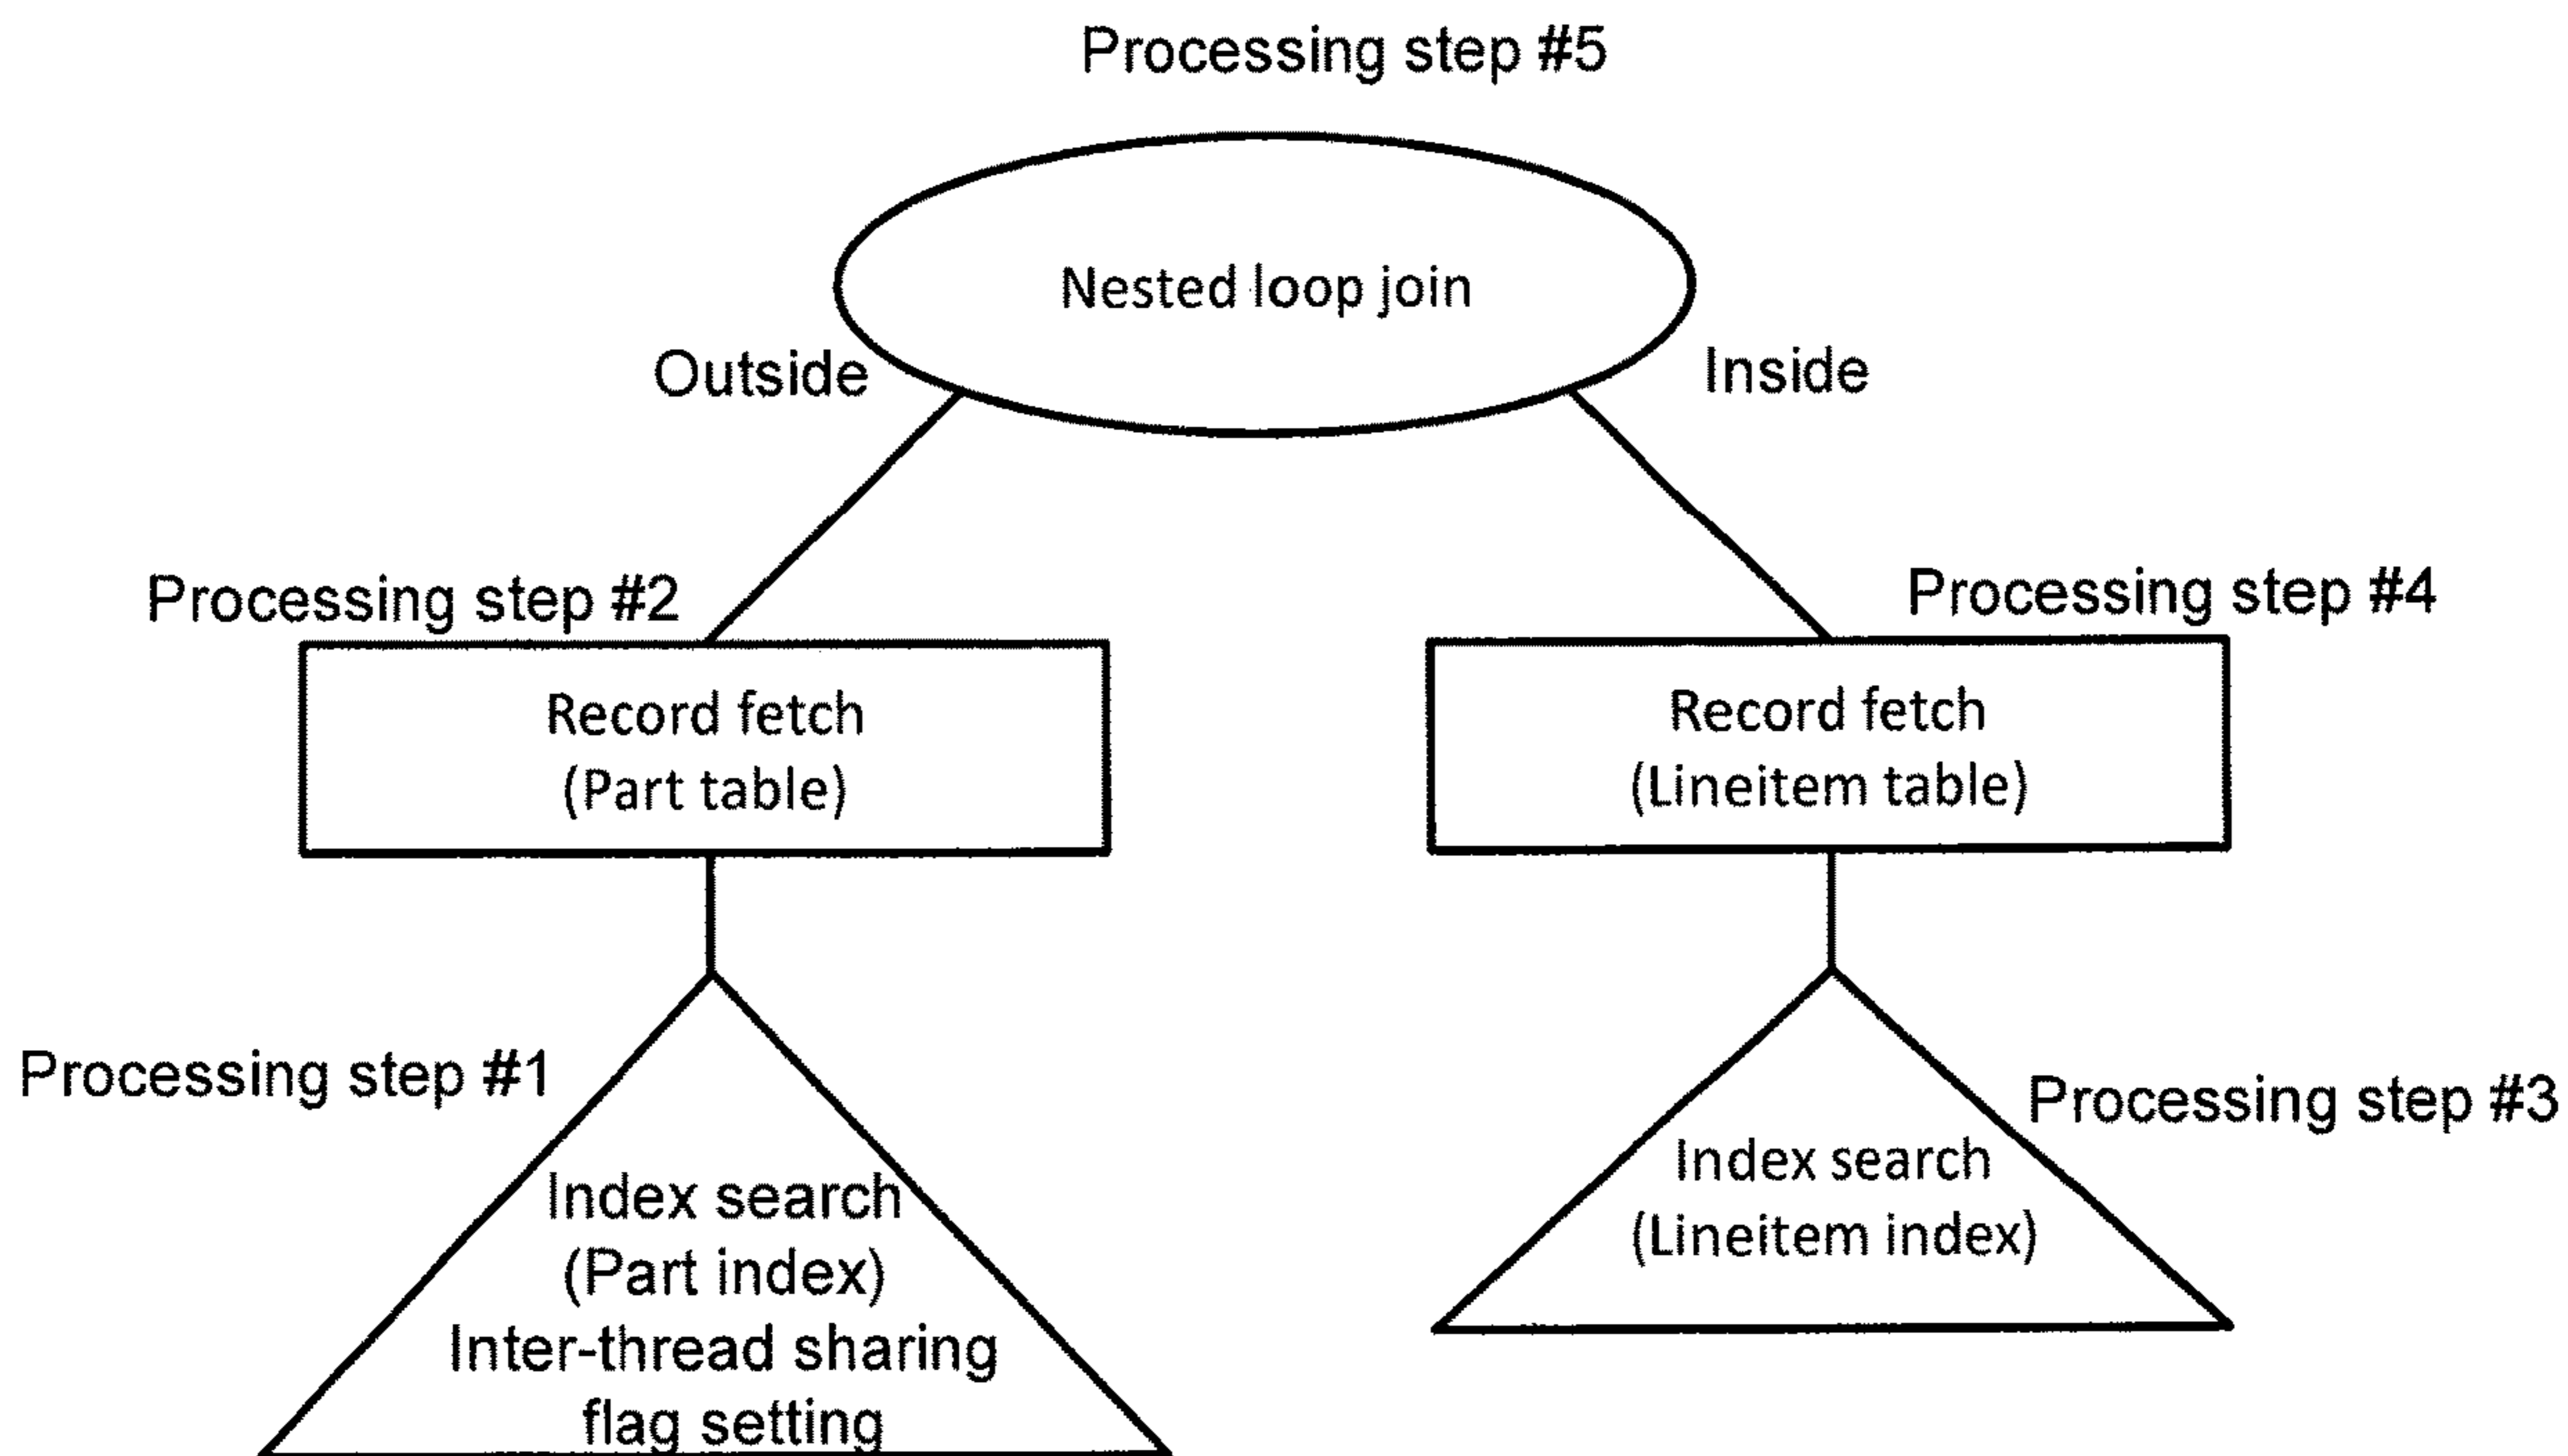 Processing step #5
Nested loop join
Outside
Inside
Processing step #2
Processing step #4
Record fetch
(Part table)
Record fetch
(Lineitem table)
Processing step #1
Processing step #3
Index search
(Part index)
Inter-thread sharing
flag setting
Index search
(Lineitem index)